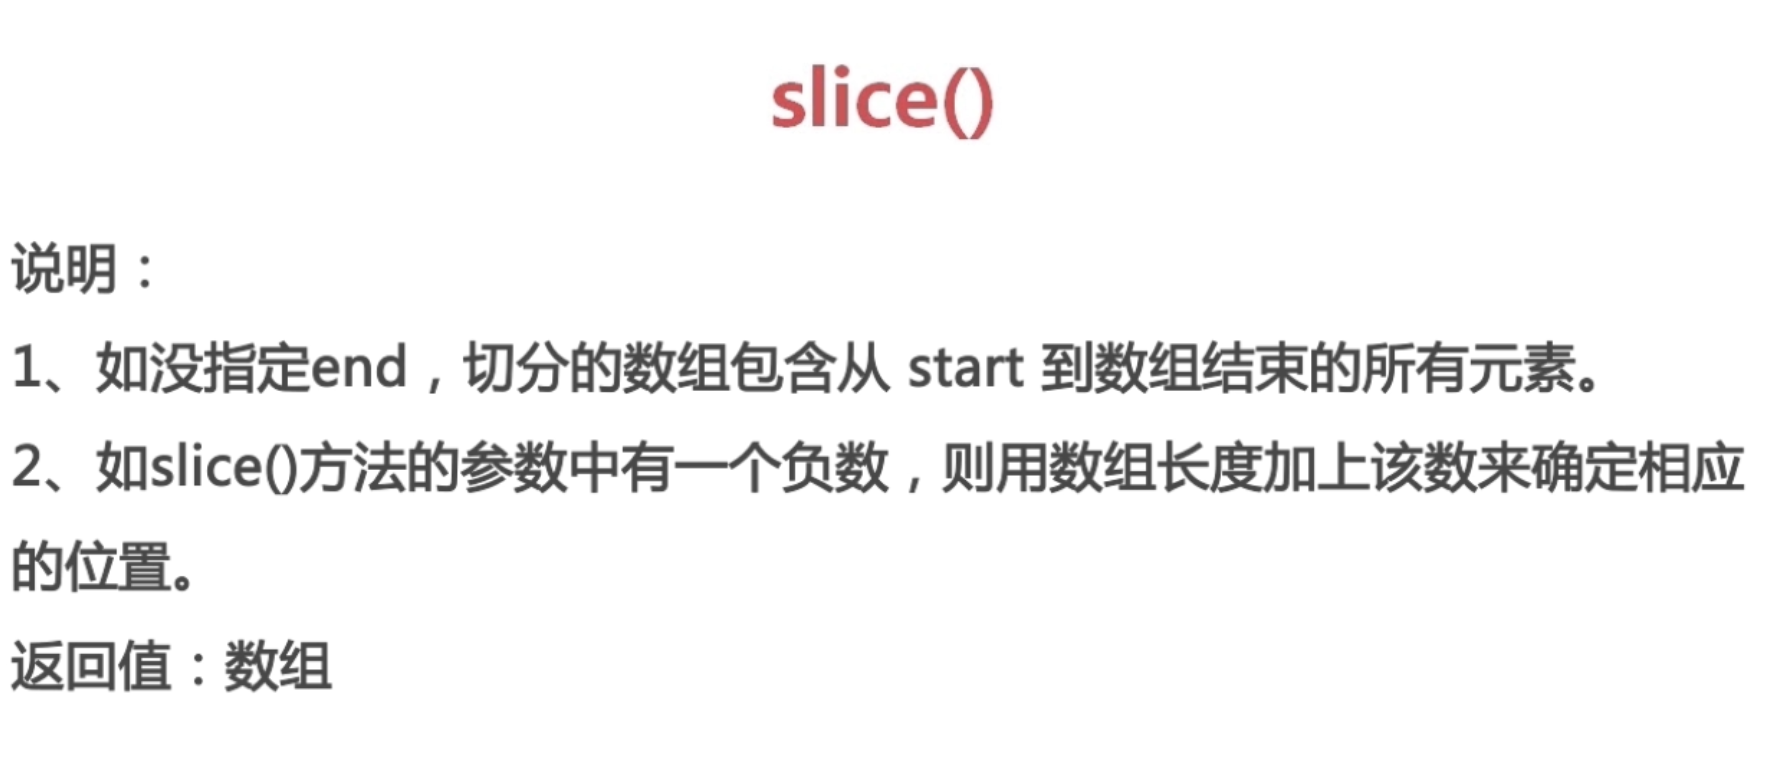 slice()
说明：
1、如没指定end，切分的数组包含从 start 到数组结束的所有元素。
2、如slice()方法的参数中有一个负数，则用数组长度加上该数来确定相应
的位置。
返回值：数组